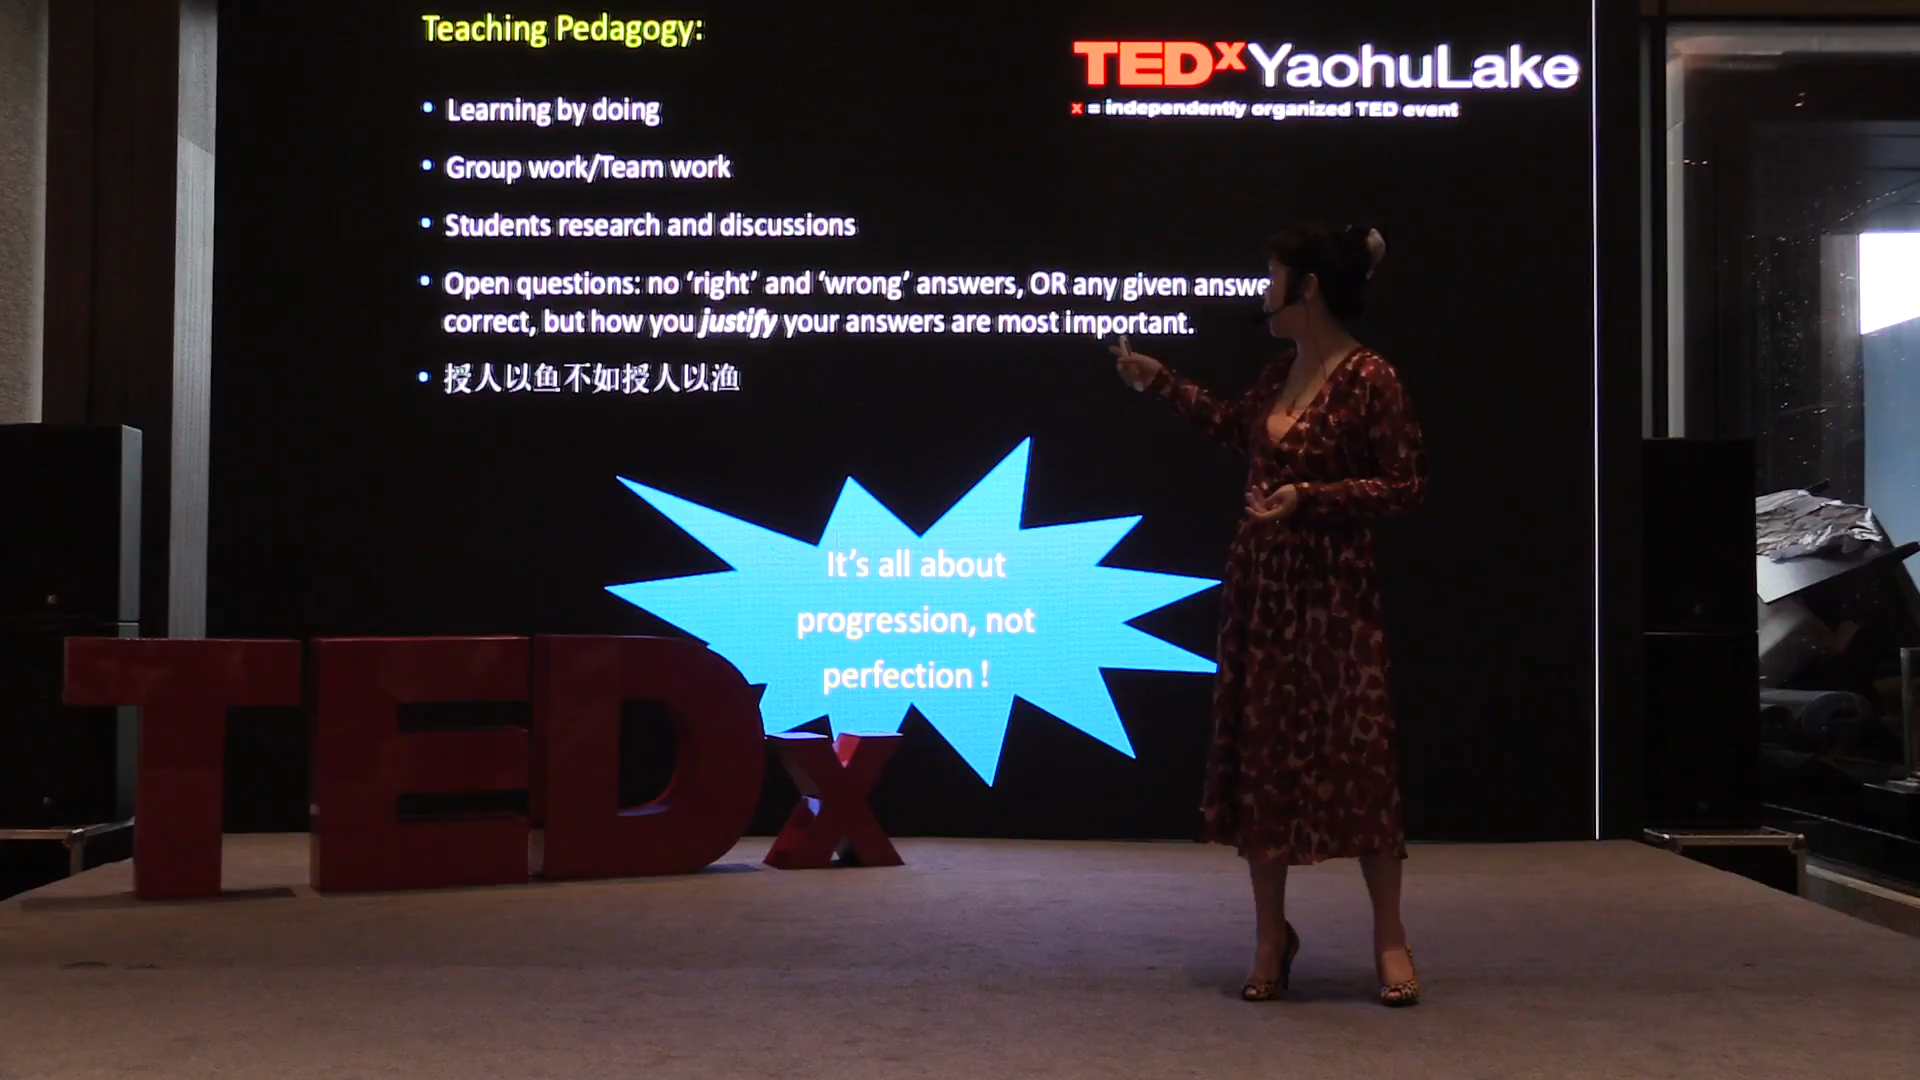 Teaching Pedagogy:
TEDxYaohuLake
x = independently organized TED event
• Learning by doing
• Group work/Team work
• Students research and discussions
• Open questions: no ‘right’ and ‘wrong’ answers, OR any given
correct, but how you justify your answers are most important.
• 授人以鱼不如授人以渔
It’s all about
progression, not
perfection !
TEDx